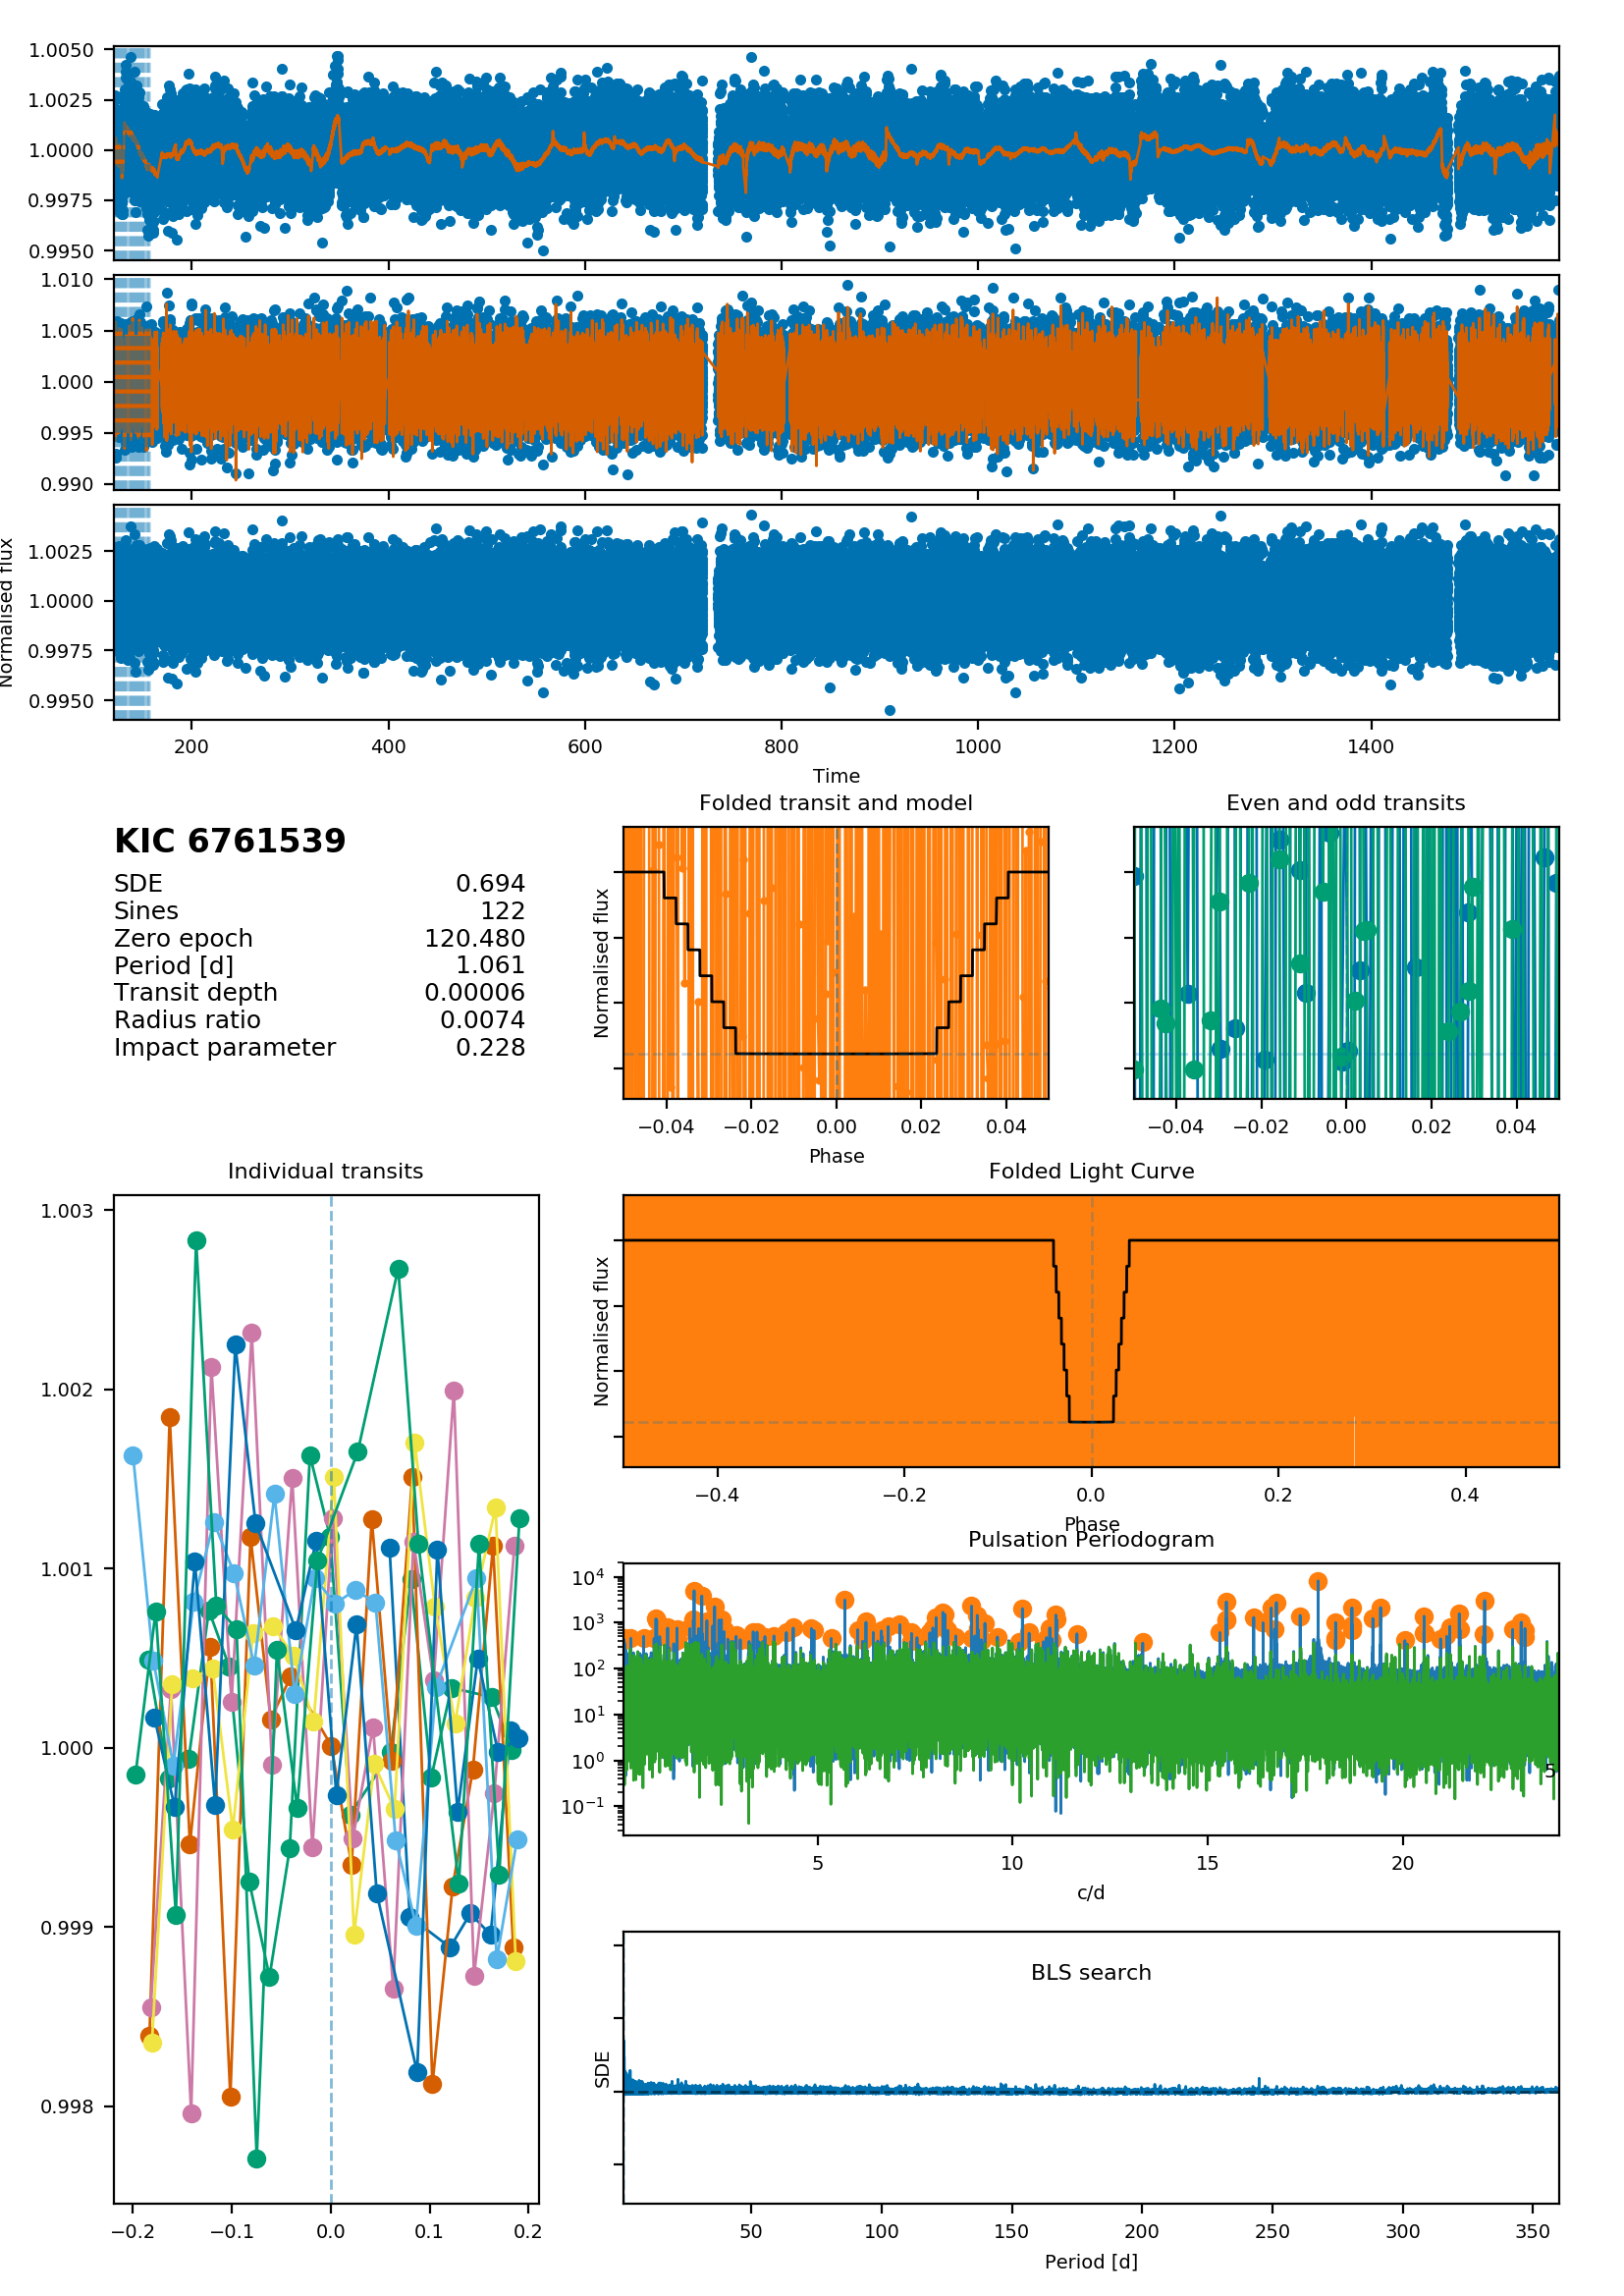 1.0050
1.0025
1.0000
0.9975
0.9950
1.010
1.005
1.000
0.995
0.990
Normalised flux
1.0025
1.0000
0.9975
0.9950
200 400 600 800 1000 1200 1400
Time
KIC 6761539
SDE 0.694
Sines 122
Zero epoch 120.480
Period [d] 1.061
Transit depth 0.00006
Radius ratio 0.0074
Impact parameter 0.228
Folded transit and model
Normalised flux
−0.04 −0.02 0.00 0.02 0.04
Phase
Even and odd transits
−0.04 −0.02 0.00 0.02 0.04
Individual transits
1.003
1.002
1.001
1.000
0.999
0.998
−0.2 −0.1 0.0 0.1 0.2
Folded Light Curve
Normalised flux
−0.4 −0.2 0.0 0.2 0.4
Phase
Pulsation Periodogram
10⁴
10³
10²
10¹
10⁰
10⁻¹
5
5 10 15 20
c/d
BLS search
SDE
50 100 150 200 250 300 350
Period [d]